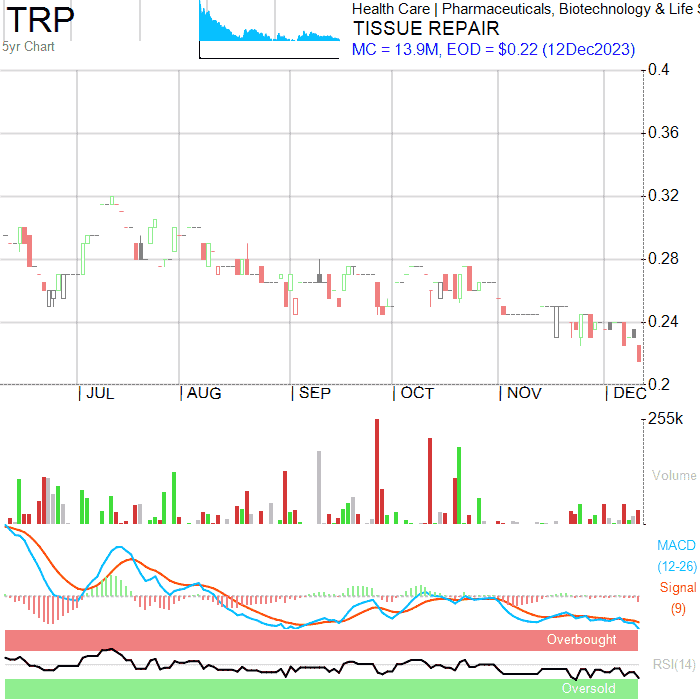 TRP
5yr Chart
Health Care | Pharmaceuticals, Biotechnology & Life S
TISSUE REPAIR
MC = 13.9M, EOD = $0.22 (12Dec2023)
0.4
0.36
0.32
0.28
0.24
0.2
| JUL | AUG | SEP | OCT | NOV | DEC
255k
Volume
MACD
(12-26)
Signal
(9)
Overbought
RSI(14)
Oversold